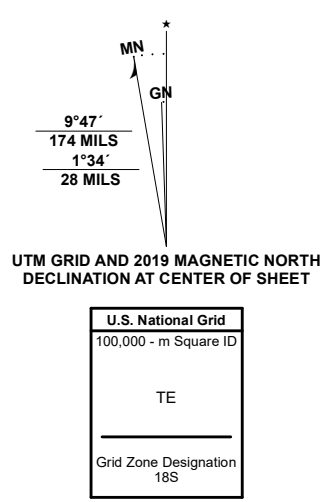 MN
GN
9°47´
174 MILS
1°34´
28 MILS
UTM GRID AND 2019 MAGNETIC NORTH
DECLINATION AT CENTER OF SHEET
U.S. National Grid
100,000 - m Square ID
TE
Grid Zone Designation
18S